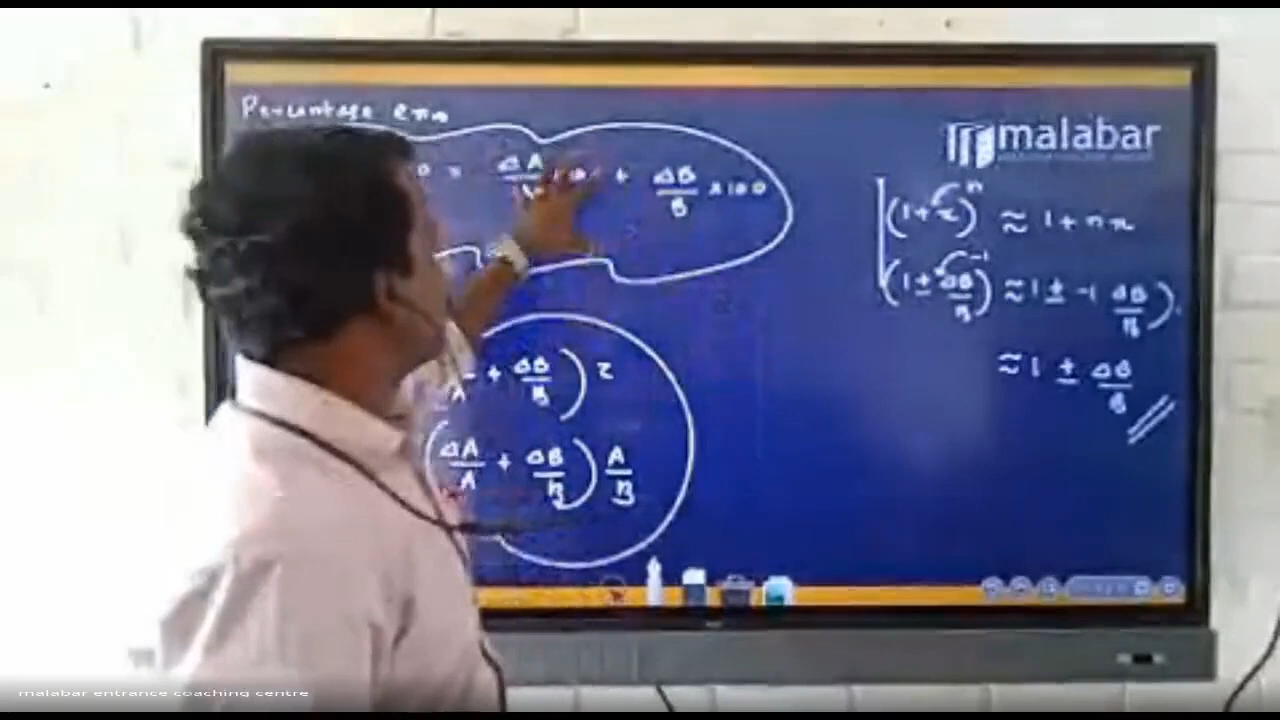 Percentage
malabar
0 = ΔA/A × 100 + ΔB/B × 100
(1+x)^n ≈ 1 + nx
(1 ± ΔB/B)^-1 ≈ 1 ± -1 ΔB/B).
≈ 1 ± ΔB/B
+ ΔB/B) Z
(ΔA/A + ΔB/B) A/B
malabar entrance coaching centre